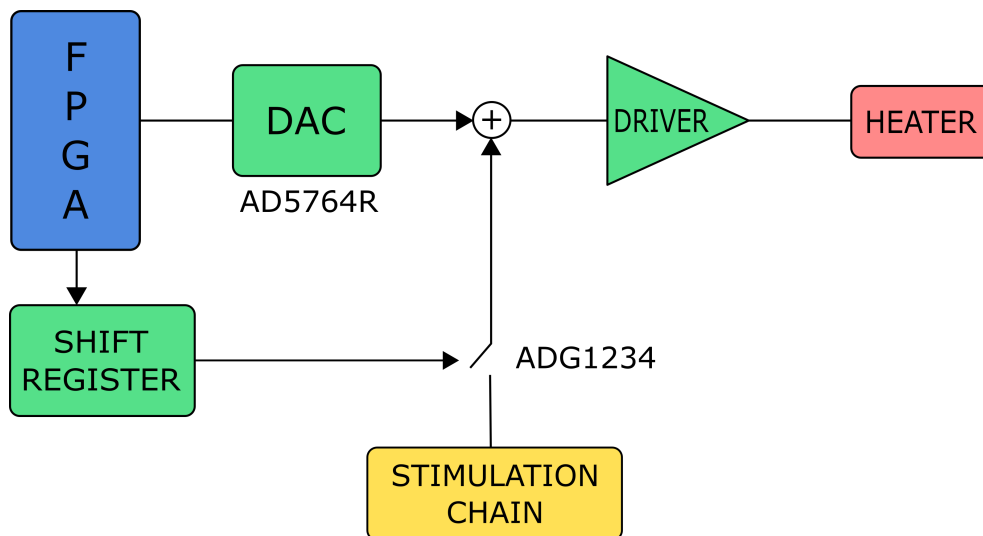 F
P
G
A
DAC
AD5764R
+
DRIVER
HEATER
SHIFT
REGISTER
ADG1234
STIMULATION
CHAIN